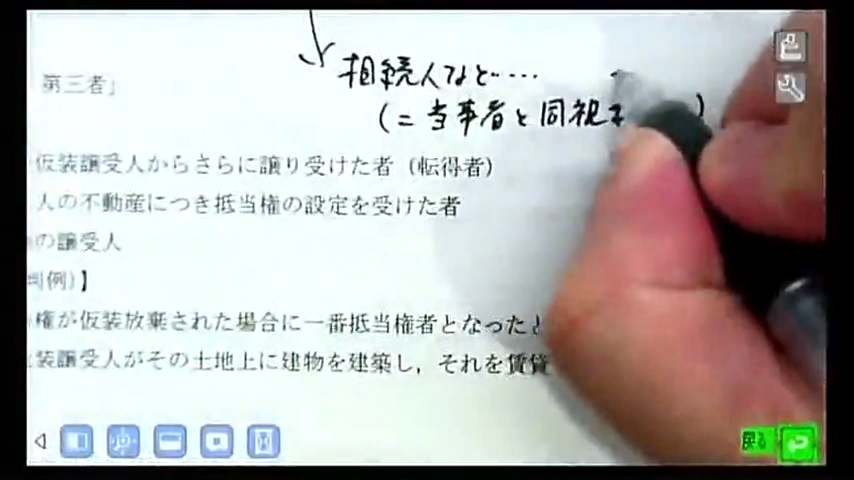 相続人など‥‥
第三者」
(=当事者と同視
)
仮装譲受人からさらに譲り受けた者(転得者)
人の不動産につき抵当権の設定を受けた者
の譲受人
判例)】
権が仮装放棄された場合に一番抵当権者となったと
装譲受人がその土地上に建物を建築し,それを賃貸
戻る